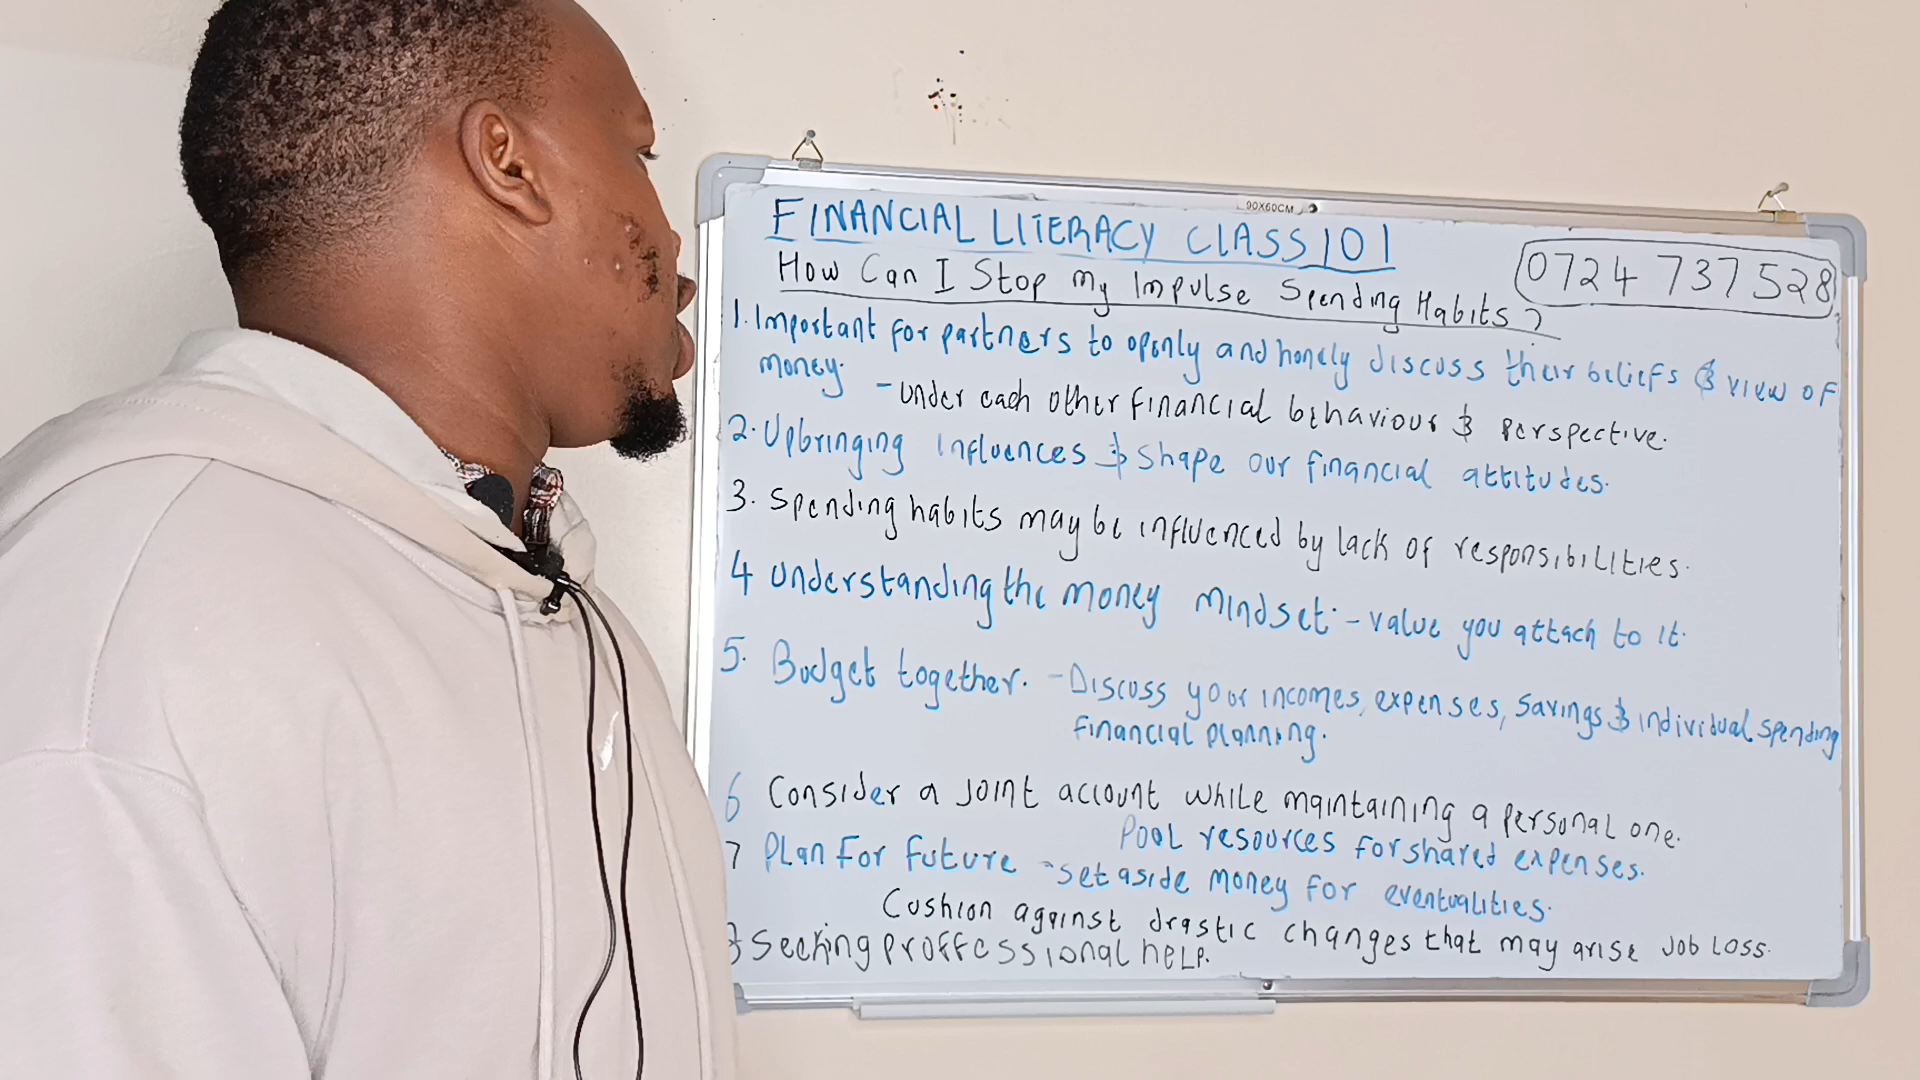 90X60CM
FINANCIAL LITERACY CLASS 101
0724 737 528
How Can I Stop My Impulse Spending Habits?
1. Important for partners to openly and honely discuss their beliefs & view of
money. - Under each other financial behaviour & perspective.
2. Upbringing influences & shape our financial attitudes.
3. Spending habits may be influenced by lack of responsibilities.
4 Understanding the money mindset - value you attach to it.
5. Budget together. - Discuss your incomes, expenses, savings & individual spending
financial planning.
6 Consider a joint account while maintaining a personal one.
Pool resources for shared expenses.
7 Plan For Future - set aside money for eventualities.
Cushion against drastic changes that may arise Job Loss.
8 Seeking proffessional help.